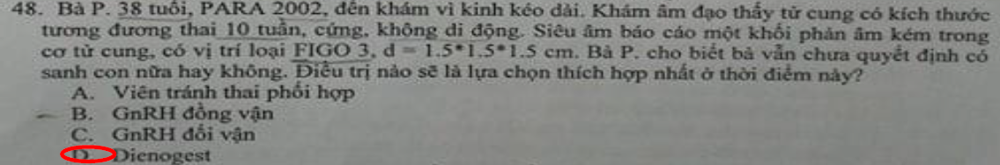 48. Bà P. 38 tuổi, PARA 2002, đến khám vì kinh kéo dài. Khám âm đạo thấy tử cung có kích thước
tương đương thai 10 tuần, cứng, không di động. Siêu âm báo cáo một khối phản âm kém trong
cơ tử cung, có vị trí loại FIGO 3, d = 1.5*1.5*1.5 cm. Bà P. cho biết bà vẫn chưa quyết định có
sanh con nữa hay không. Điều trị nào sẽ là lựa chọn thích hợp nhất ở thời điểm này?
A. Viên tránh thai phối hợp
B. GnRH đồng vận
C. GnRH đối vận
D. Dienogest